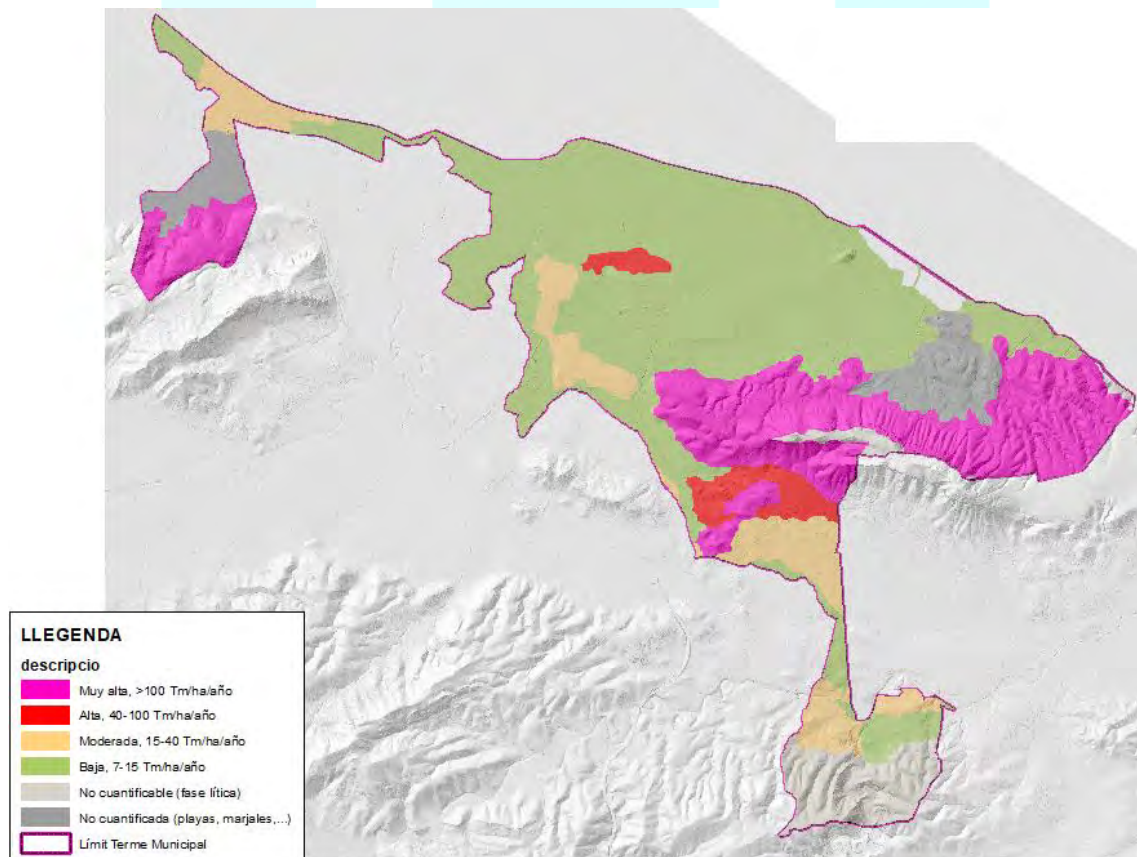 LLEGENDA
descripcio
Muy alta, >100 Tm/ha/año
Alta, 40-100 Tm/ha/año
Moderada, 15-40 Tm/ha/año
Baja, 7-15 Tm/ha/año
No cuantificable (fase lítica)
No cuantificada (playas, marjales,...)
Límit Terme Municipal